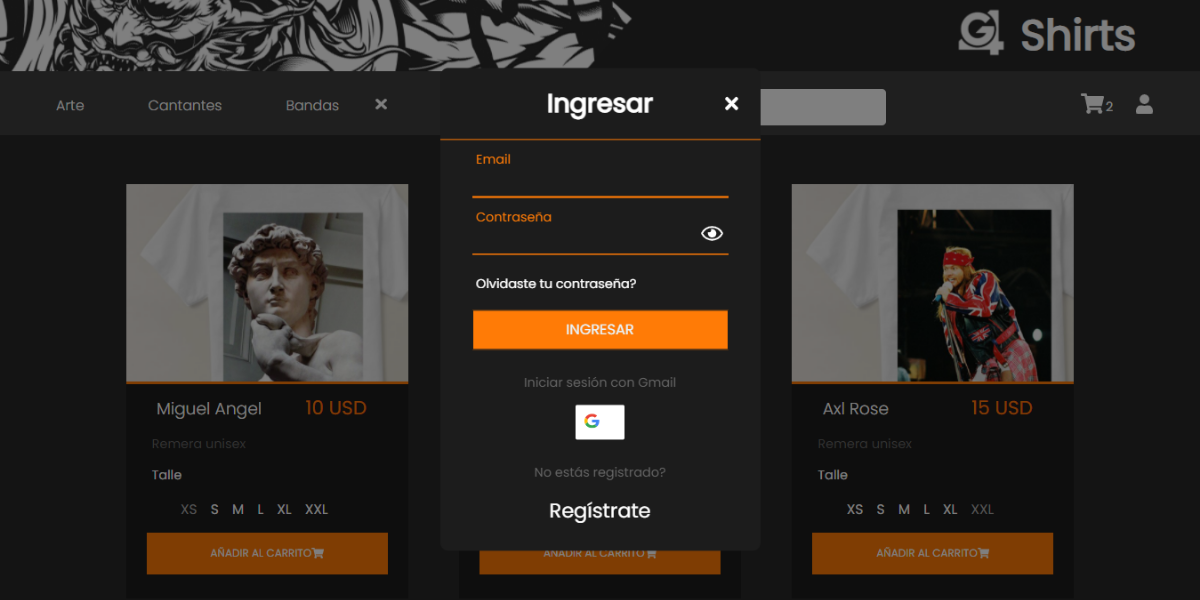 G4 Shirts
Arte Cantantes Bandas
2
Ingresar
Email
Contraseña
Olvidaste tu contraseña?
INGRESAR
Iniciar sesión con Gmail
No estás registrado?
Regístrate
Miguel Angel 10 USD
Remera unisex
Talle
XS S M L XL XXL
AÑADIR AL CARRITO
AÑADIR AL CARRITO
Axl Rose 15 USD
Remera unisex
Talle
XS S M L XL XXL
AÑADIR AL CARRITO